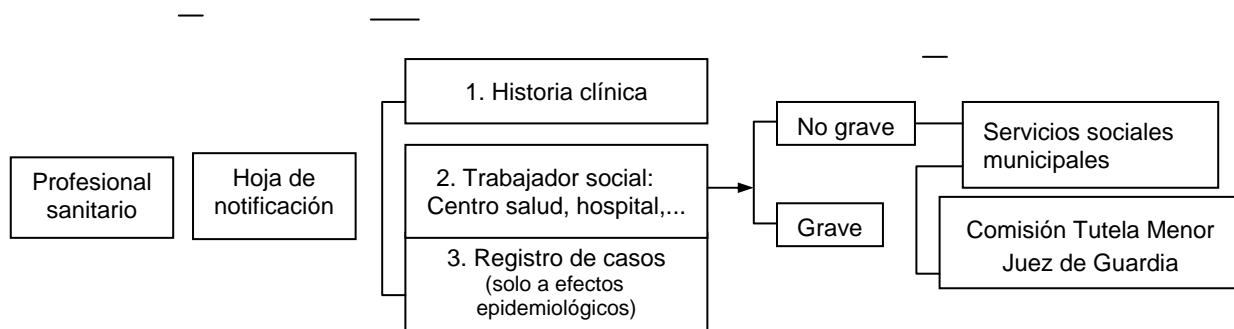 Profesional
sanitario
Hoja de
notificación
1. Historia clínica
2. Trabajador social:
Centro salud, hospital,...
3. Registro de casos
(solo a efectos
epidemiológicos)
No grave
Grave
Servicios sociales
municipales
Comisión Tutela Menor
Juez de Guardia